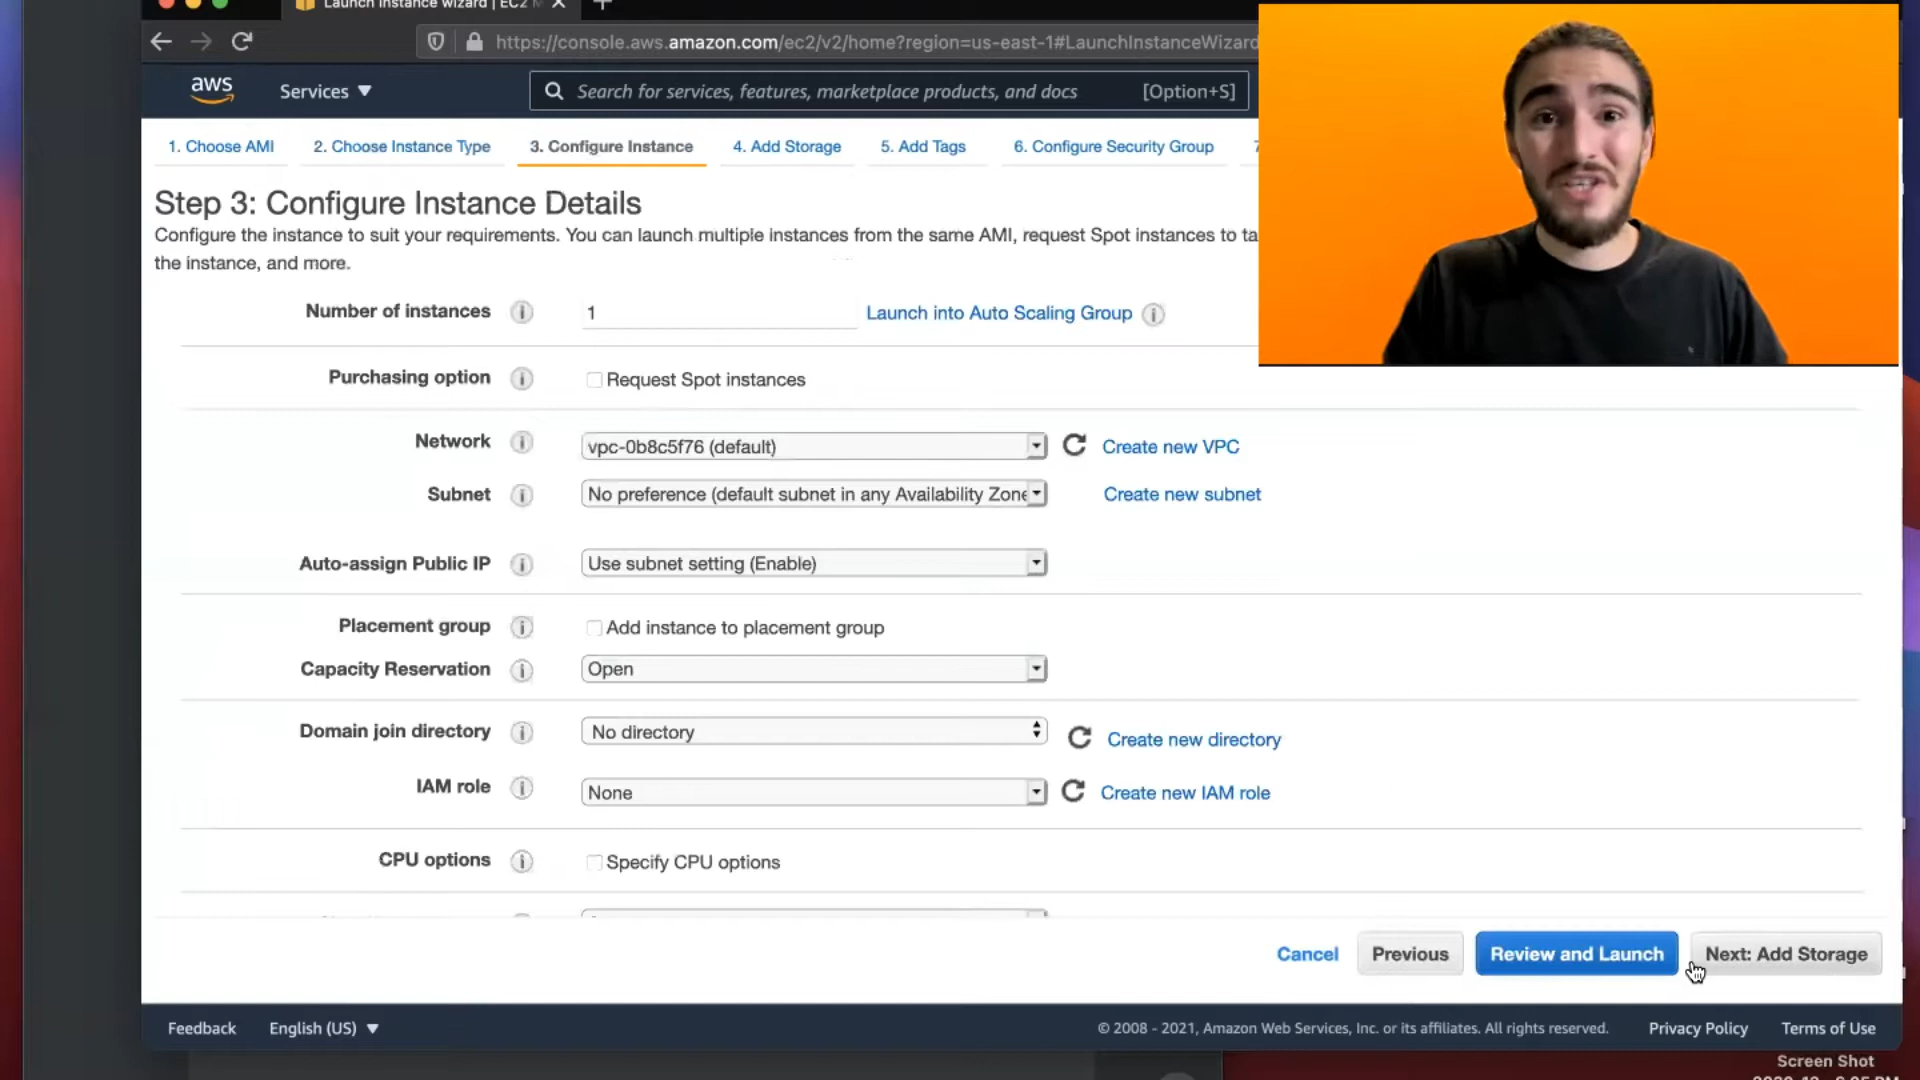 Launch instance wizard | EC2 M
https://console.aws.amazon.com/ec2/v2/home?region=us-east-1#LaunchInstanceWizard
aws
Services
Search for services, features, marketplace products, and docs
[Option+S]
1. Choose AMI
2. Choose Instance Type
3. Configure Instance
4. Add Storage
5. Add Tags
6. Configure Security Group
7
Step 3: Configure Instance Details
Configure the instance to suit your requirements. You can launch multiple instances from the same AMI, request Spot instances to ta
the instance, and more.
Number of instances
1
Launch into Auto Scaling Group
Purchasing option
Request Spot instances
Network
vpc-0b8c5f76 (default)
Create new VPC
Subnet
No preference (default subnet in any Availability Zone
Create new subnet
Auto-assign Public IP
Use subnet setting (Enable)
Placement group
Add instance to placement group
Capacity Reservation
Open
Domain join directory
No directory
Create new directory
IAM role
None
Create new IAM role
CPU options
Specify CPU options
Cancel
Previous
Review and Launch
Next: Add Storage
Feedback
English (US)
© 2008 - 2021, Amazon Web Services, Inc. or its affiliates. All rights reserved.
Privacy Policy
Terms of Use
Screen Shot